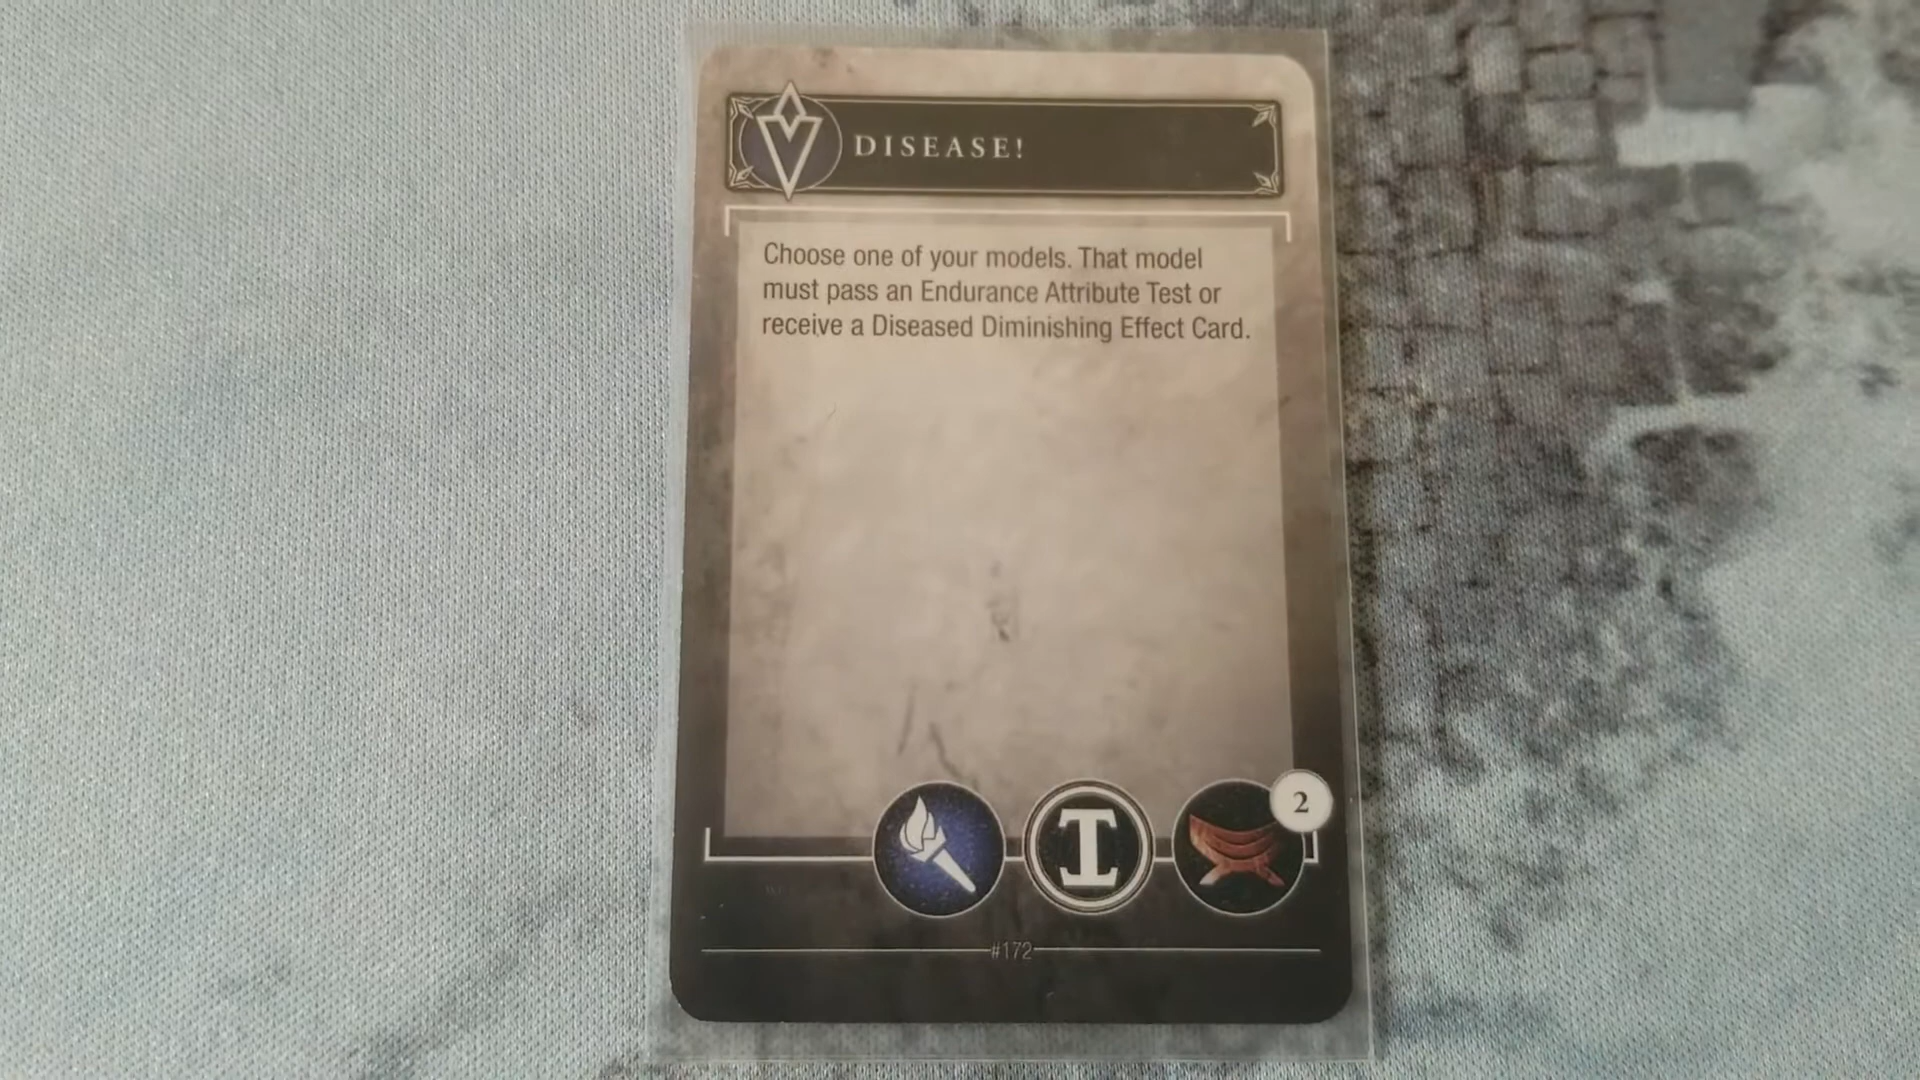 DISEASE!
Choose one of your models. That model
must pass an Endurance Attribute Test or
receive a Diseased Diminishing Effect Card.
2
I
#172